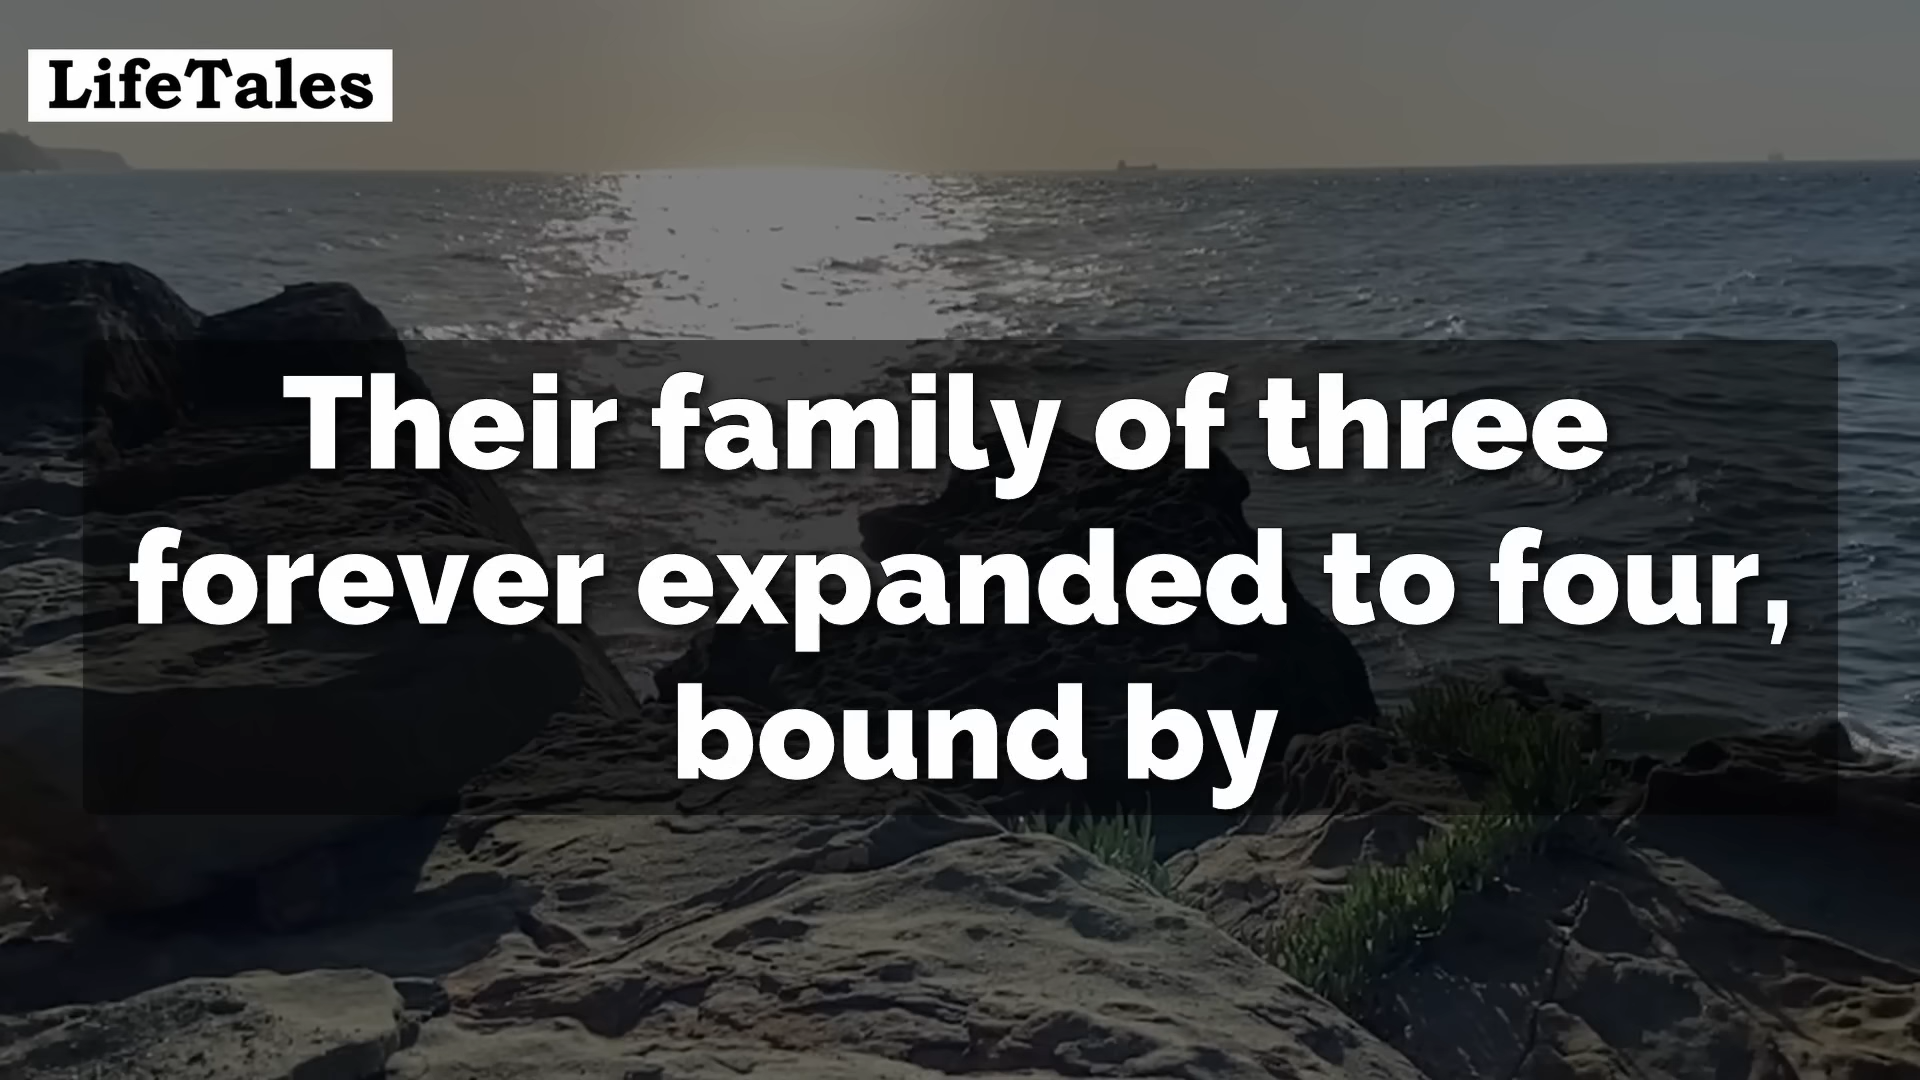 LifeTales
Their family of three
forever expanded to four,
bound by